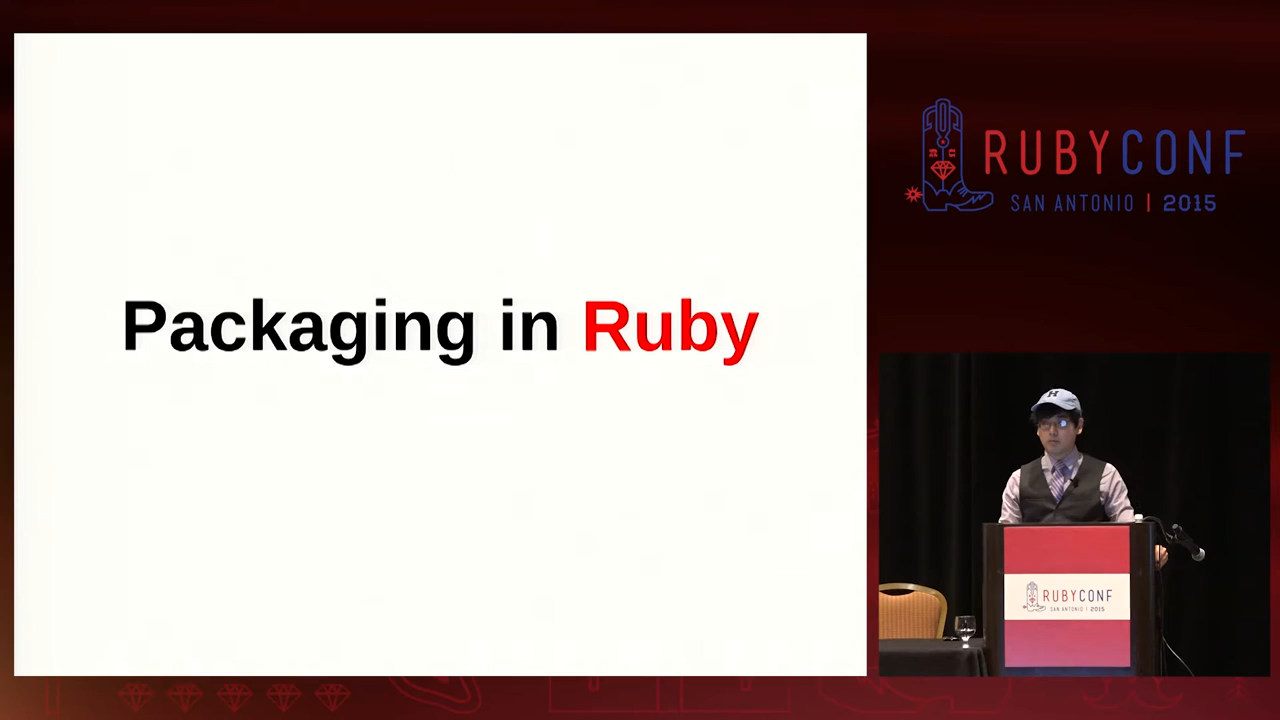 Packaging in Ruby
RUBYCONF
SAN ANTONIO | 2015
H
RUBYCONF
SAN ANTONIO | 2015